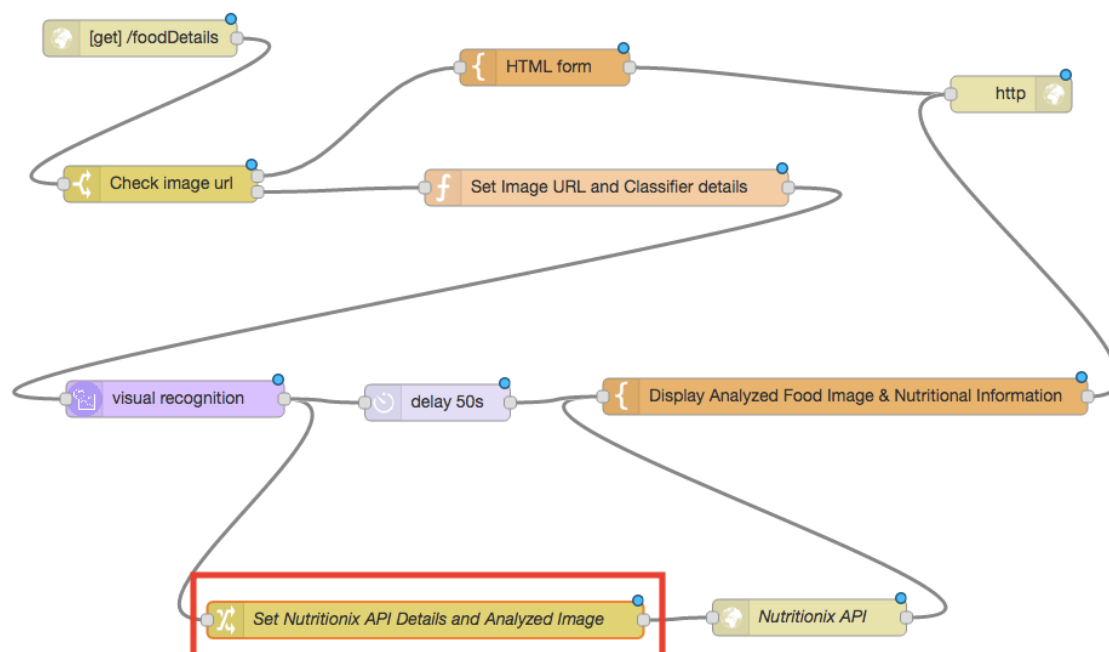 [get] /foodDetails
HTML form
http
Check image url
Set Image URL and Classifier details
visual recognition
delay 50s
Display Analyzed Food Image & Nutritional Information
Set Nutritionix API Details and Analyzed Image
Nutritionix API